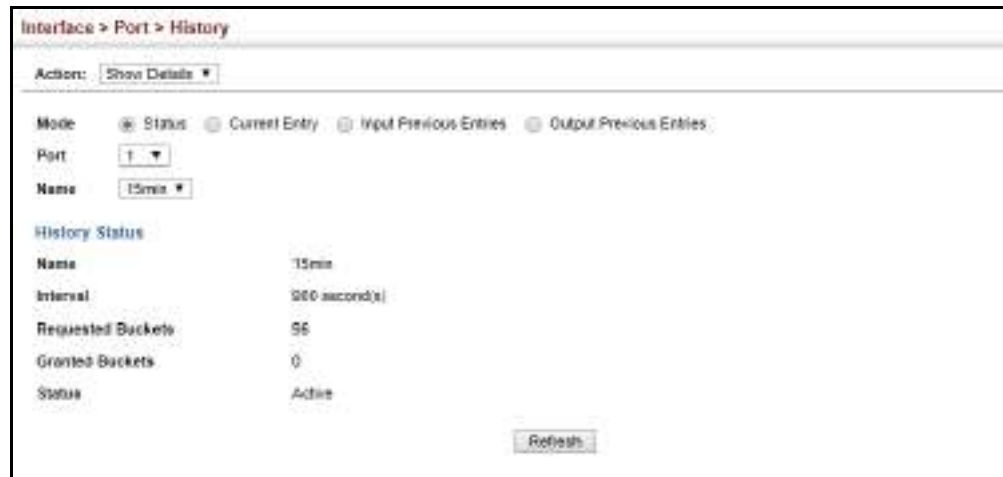 Interface > Port > History
Action: Show Details
Mode Status Current Entry Input Previous Entries Output Previous Entries
Port 1
Name 15min
History Status
Name 15min
Interval 900 second(s)
Requested Buckets 96
Granted Buckets 0
Status Active
Refresh